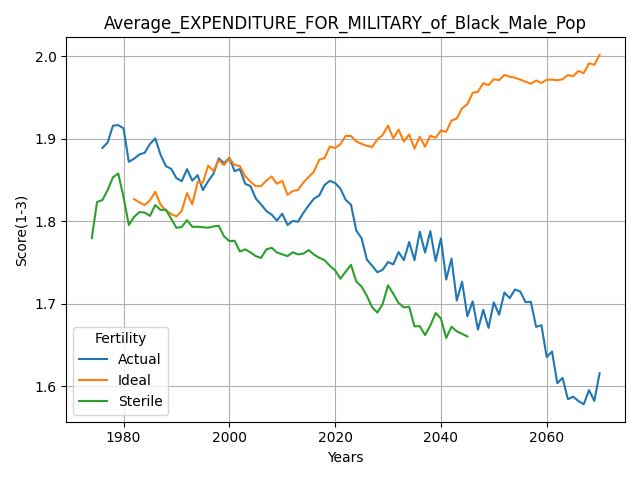 Average_EXPENDITURE_FOR_MILITARY_of_Black_Male_Pop
2.0
1.9
1.8
1.7
1.6
Score(1-3)
Fertility
Actual
Ideal
Sterile
1980 2000 2020 2040 2060
Years